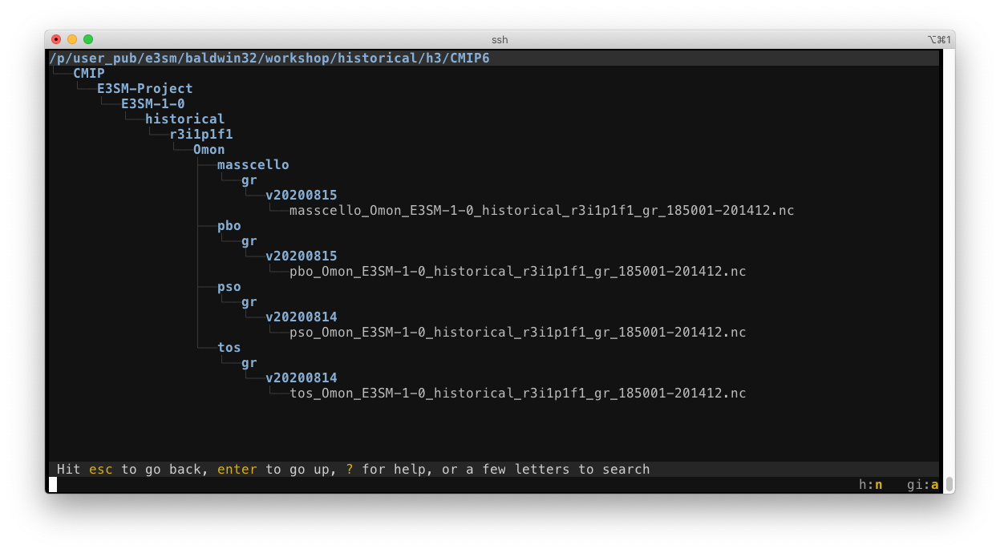 ssh
⌥⌘1
/p/user_pub/e3sm/baldwin32/workshop/historical/h3/CMIP6
CMIP
E3SM-Project
E3SM-1-0
historical
r3i1p1f1
Omon
masscello
gr
v20200815
masscello_Omon_E3SM-1-0_historical_r3i1p1f1_gr_185001-201412.nc
pbo
gr
v20200815
pbo_Omon_E3SM-1-0_historical_r3i1p1f1_gr_185001-201412.nc
pso
gr
v20200814
pso_Omon_E3SM-1-0_historical_r3i1p1f1_gr_185001-201412.nc
tos
gr
v20200814
tos_Omon_E3SM-1-0_historical_r3i1p1f1_gr_185001-201412.nc
Hit esc to go back, enter to go up, ? for help, or a few letters to search
h:n gi:a